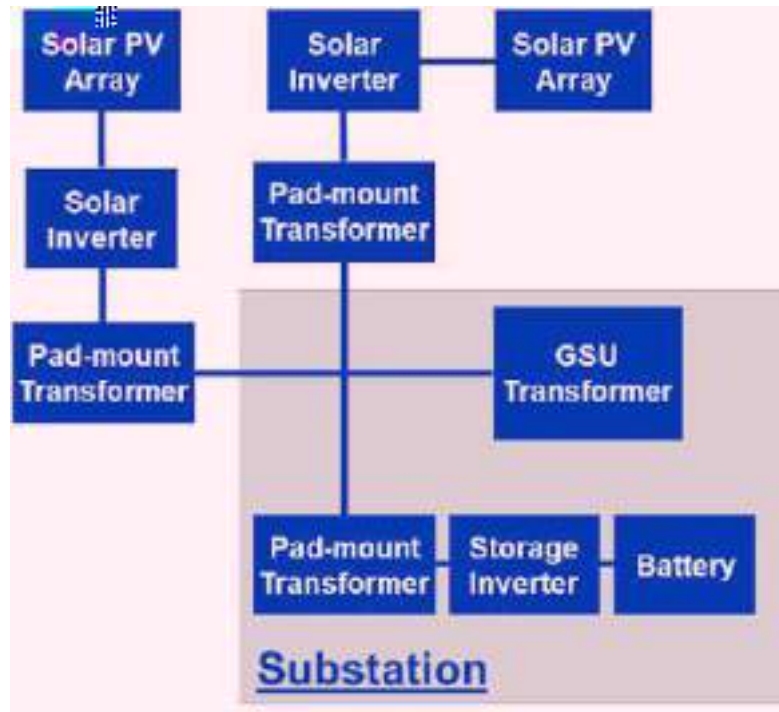 Solar PV
Array
Solar
Inverter
Solar PV
Array
Solar
Inverter
Pad-mount
Transformer
Pad-mount
Transformer
GSU
Transformer
Pad-mount
Transformer
Storage
Inverter
Battery
Substation